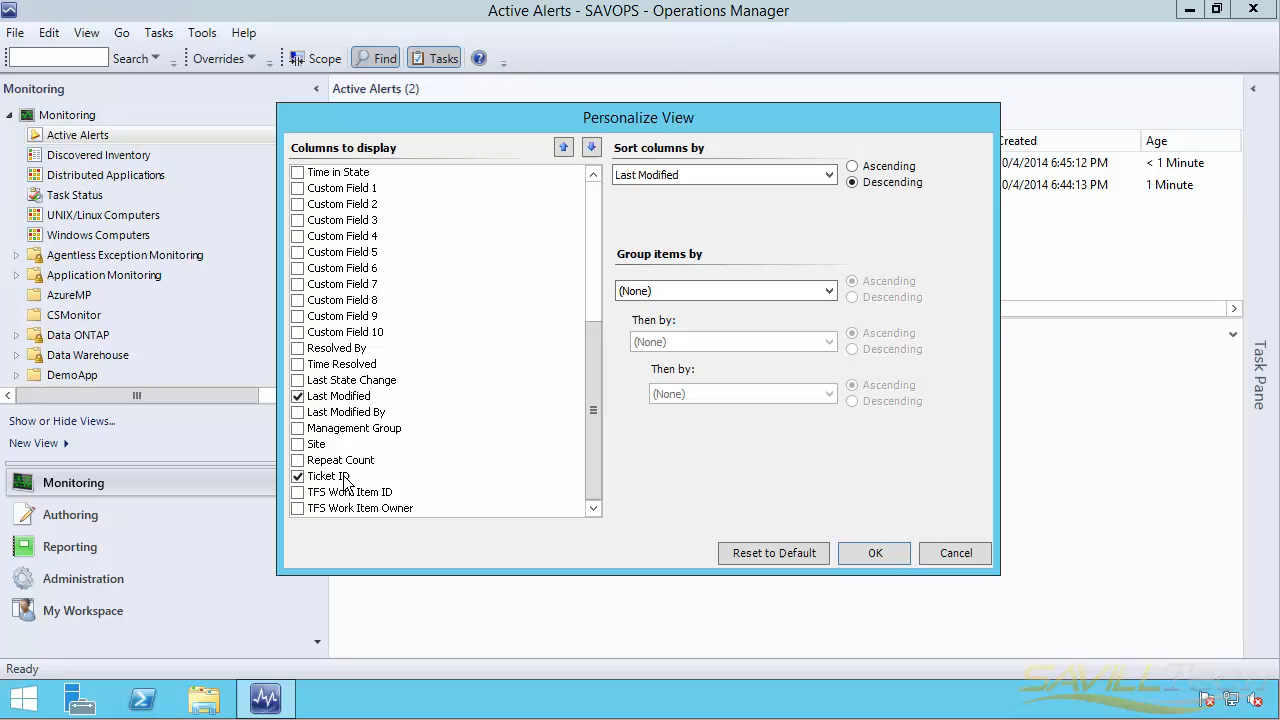 Active Alerts - SAVOPS - Operations Manager
File Edit View Go Tasks Tools Help
Search Overrides Scope Find Tasks
Monitoring
Active Alerts (2)
Monitoring
Active Alerts
Discovered Inventory
Distributed Applications
Task Status
UNIX/Linux Computers
Windows Computers
Agentless Exception Monitoring
Application Monitoring
AzureMP
CSMonitor
Data ONTAP
Data Warehouse
DemoApp
Show or Hide Views...
New View
Monitoring
Authoring
Reporting
Administration
My Workspace
Personalize View
Columns to display
Time in State
Custom Field 1
Custom Field 2
Custom Field 3
Custom Field 4
Custom Field 5
Custom Field 6
Custom Field 7
Custom Field 8
Custom Field 9
Custom Field 10
Resolved By
Time Resolved
Last State Change
Last Modified
Last Modified By
Management Group
Site
Repeat Count
Ticket ID
TFS Work Item ID
TFS Work Item Owner
Sort columns by
Last Modified
Ascending
Descending
Group items by
(None)
Ascending
Descending
Then by:
(None)
Ascending
Descending
Then by:
(None)
Ascending
Descending
Reset to Default OK Cancel
Created Age
0/4/2014 6:45:12 PM < 1 Minute
0/4/2014 6:44:13 PM 1 Minute
Task Pane
Ready
SAVILLTech